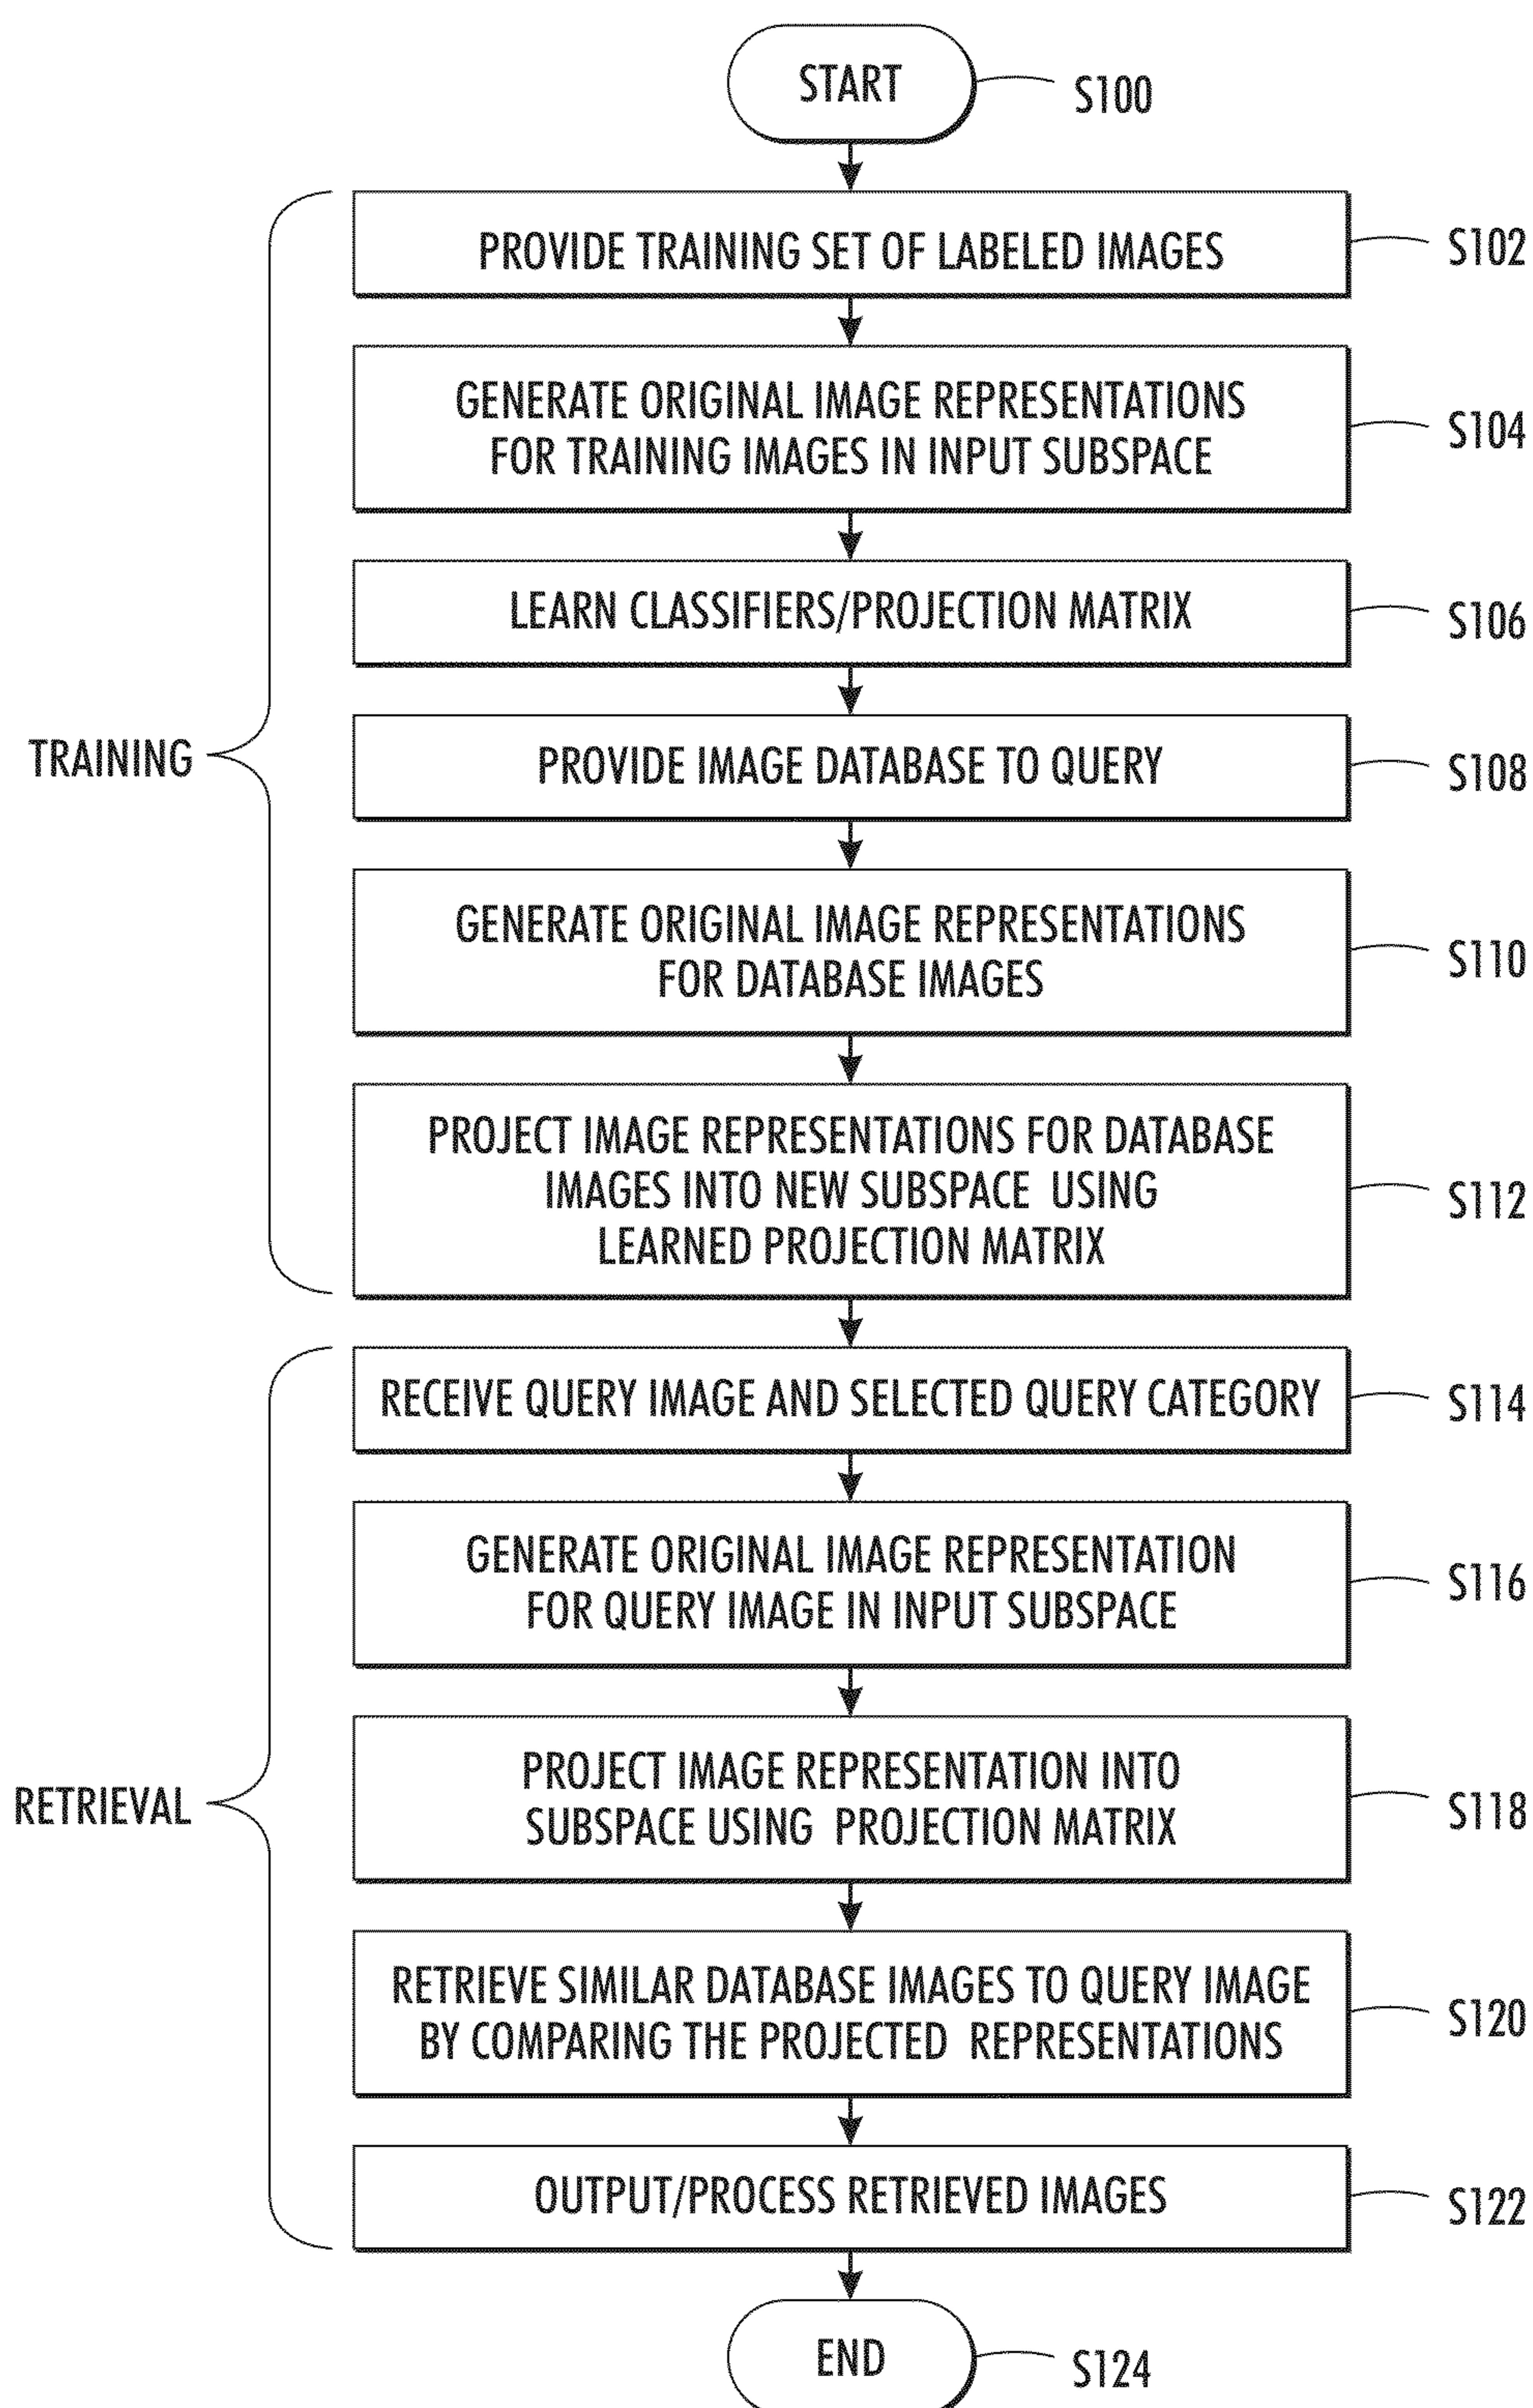 START
S100
PROVIDE TRAINING SET OF LABELED IMAGES
S102
GENERATE ORIGINAL IMAGE REPRESENTATIONS
FOR TRAINING IMAGES IN INPUT SUBSPACE
S104
LEARN CLASSIFIERS/PROJECTION MATRIX
S106
TRAINING
PROVIDE IMAGE DATABASE TO QUERY
S108
GENERATE ORIGINAL IMAGE REPRESENTATIONS
FOR DATABASE IMAGES
S110
PROJECT IMAGE REPRESENTATIONS FOR DATABASE
IMAGES INTO NEW SUBSPACE USING
LEARNED PROJECTION MATRIX
S112
RECEIVE QUERY IMAGE AND SELECTED QUERY CATEGORY
S114
GENERATE ORIGINAL IMAGE REPRESENTATION
FOR QUERY IMAGE IN INPUT SUBSPACE
S116
RETRIEVAL
PROJECT IMAGE REPRESENTATION INTO
SUBSPACE USING PROJECTION MATRIX
S118
RETRIEVE SIMILAR DATABASE IMAGES TO QUERY IMAGE
BY COMPARING THE PROJECTED REPRESENTATIONS
S120
OUTPUT/PROCESS RETRIEVED IMAGES
S122
END
S124